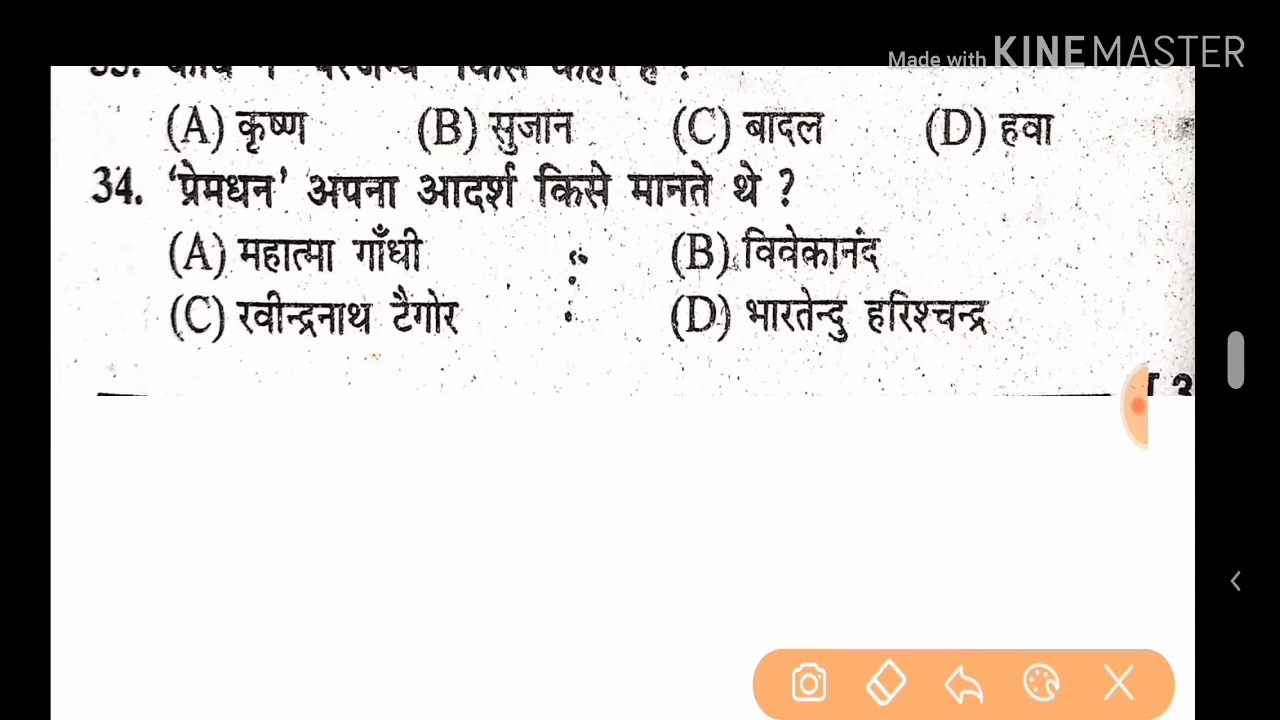 Made with KINEMASTER
(A) कृष्ण (B) सुजान (C) बादल (D) हवा
34. 'प्रेमधन' अपना आदर्श किसे मानते थे ?
(A) महात्मा गाँधी (B) विवेकानंद
(C) रवीन्द्रनाथ टैगोर (D) भारतेन्दु हरिश्चन्द्र